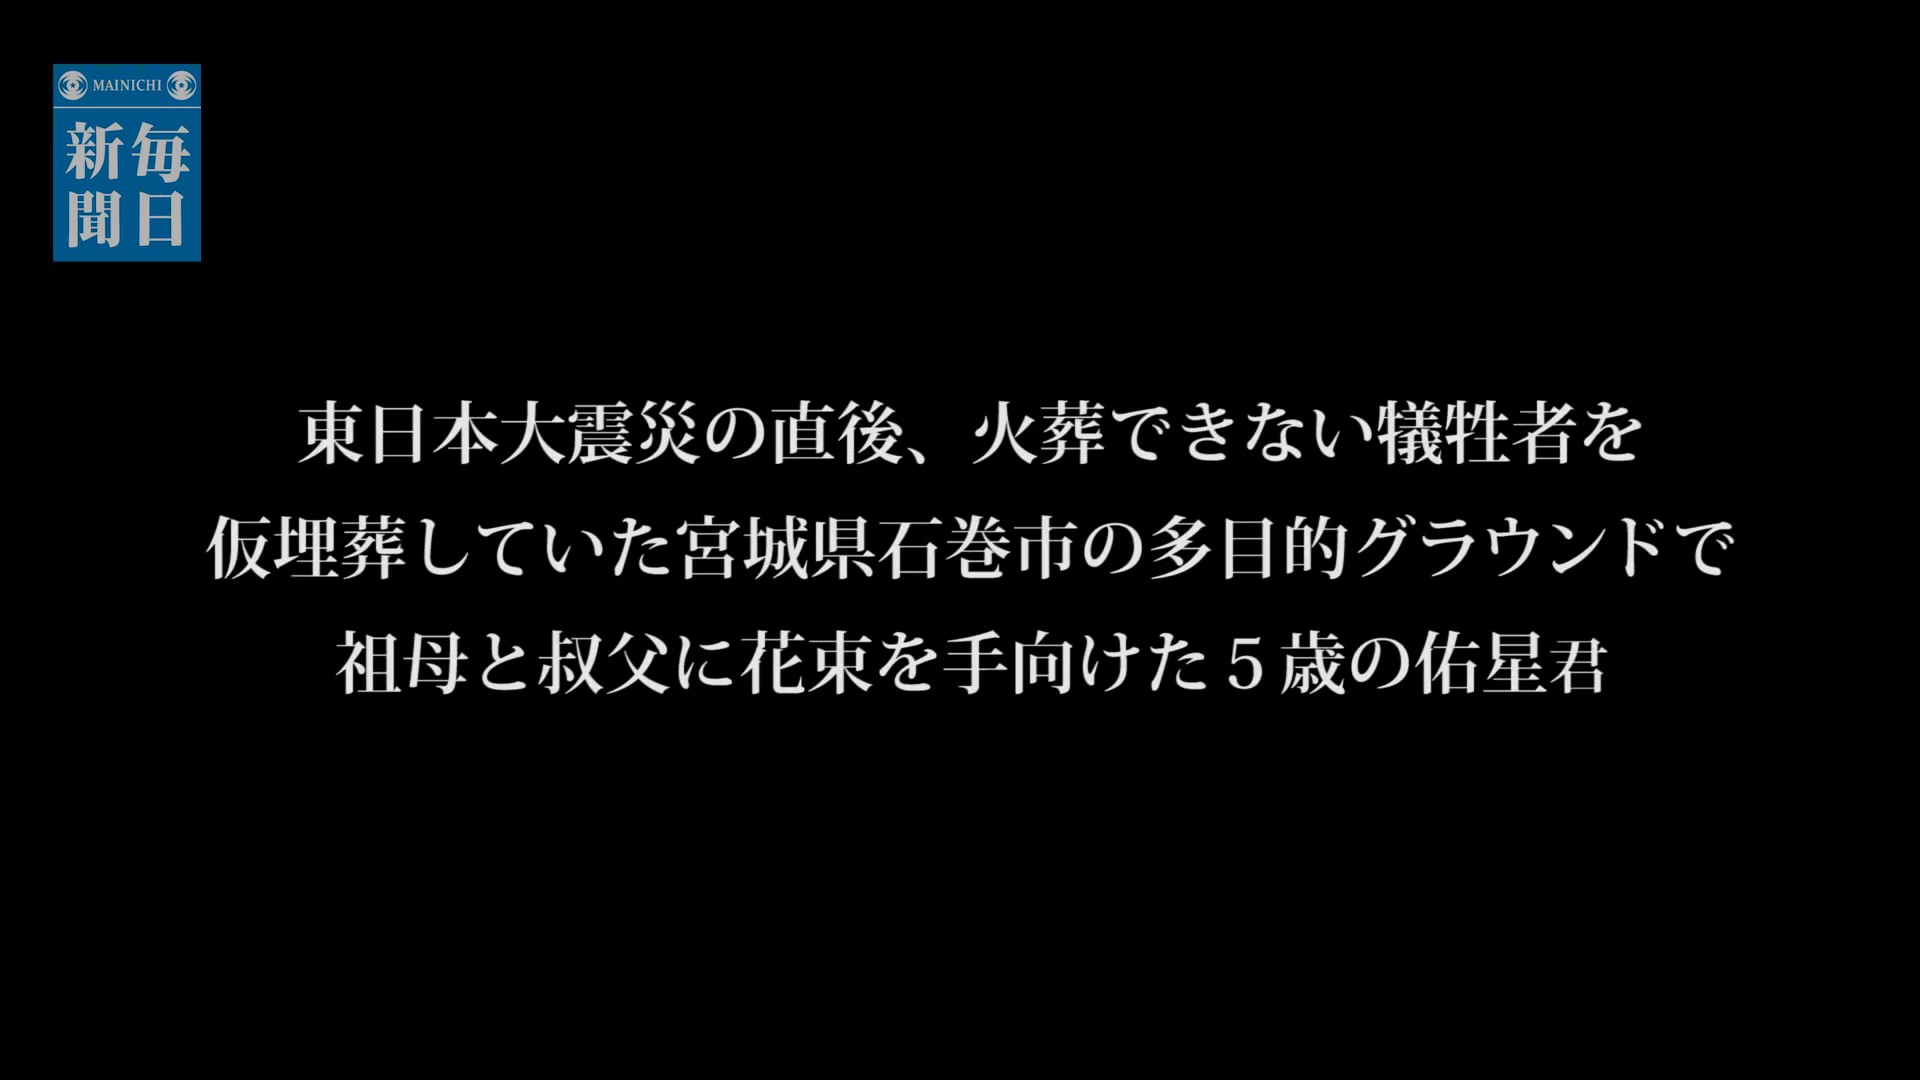 MAINICHI
毎日
新聞
東日本大震災の直後、火葬できない犠牲者を
仮埋葬していた宮城県石巻市の多目的グラウンドで
祖母と叔父に花束を手向けた５歳の佑星君